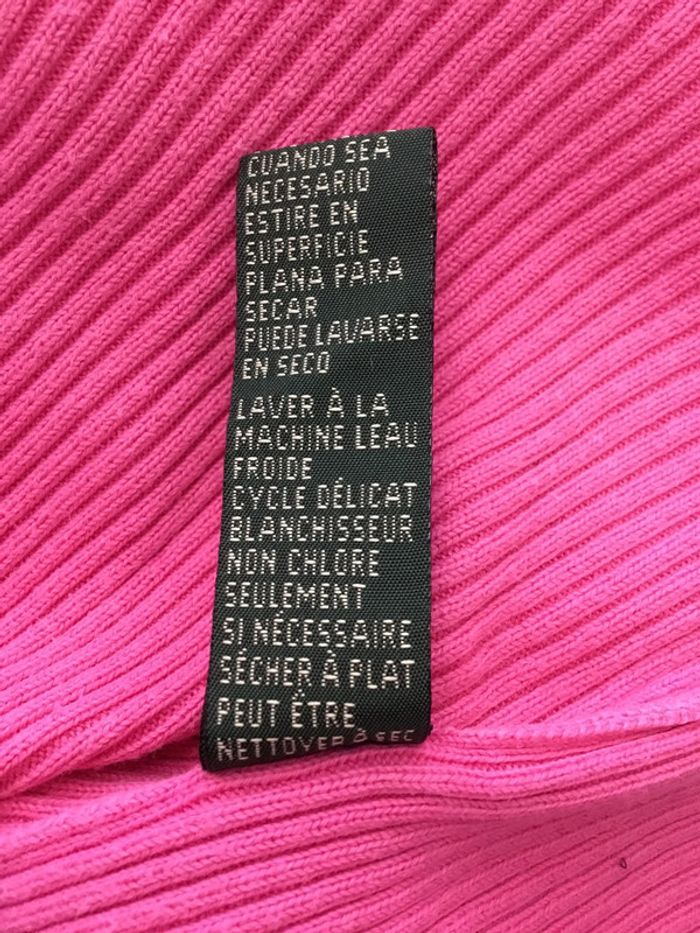 CUANDO SEA
NECESARIO
ESTIRE EN
SUPERFICIE
PLANA PARA
SECAR
PUEDE LAVARSE
EN SECO
LAVER À LA
MACHINE LEAU
FROIDE
CYCLE DÉLICAT
BLANCHISSEUR
NON CHLORE
SEULEMENT
SI NÉCESSAIRE
SÉCHER À PLAT
PEUT ÊTRE
NETTOYER À SEC